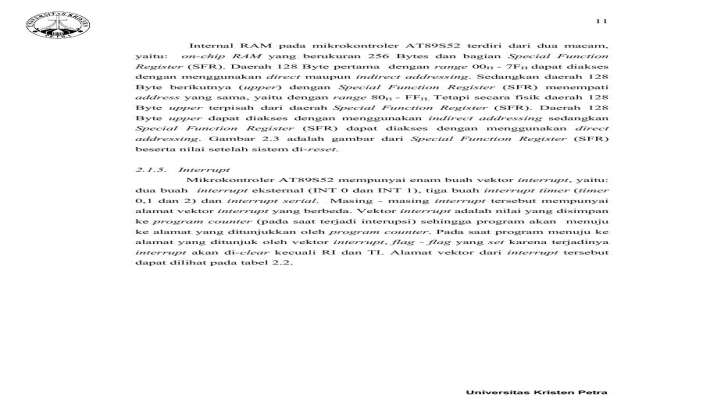 11
Internal RAM pada mikrokontroler AT89S52 terdiri dari dua macam,
yaitu: on-chip RAM yang berukuran 256 Bytes dan bagian Special Function
Register (SFR). Daerah 128 Byte pertama dengan range 00H - 7FH dapat diakses
dengan menggunakan direct maupun indirect addressing. Sedangkan daerah 128
Byte berikutnya (upper) dengan Special Function Register (SFR) menempati
address yang sama, yaitu dengan range 80H - FFH. Tetapi secara fisik daerah 128
Byte upper terpisah dari daerah Special Function Register (SFR). Daerah 128
Byte upper dapat diakses dengan menggunakan indirect addressing sedangkan
Special Function Register (SFR) dapat diakses dengan menggunakan direct
addressing. Gambar 2.3 adalah gambar dari Special Function Register (SFR)
beserta nilai setelah sistem di-reset.
2.1.5. Interrupt
Mikrokontroler AT89S52 mempunyai enam buah vektor interrupt, yaitu:
dua buah interrupt eksternal (INT 0 dan INT 1), tiga buah interrupt timer (timer
0,1 dan 2) dan interrupt serial. Masing - masing interrupt tersebut mempunyai
alamat vektor interrupt yang berbeda. Vektor interrupt adalah nilai yang disimpan
ke program counter (pada saat terjadi interupsi) sehingga program akan menuju
ke alamat yang ditunjukkan oleh program counter. Pada saat program menuju ke
alamat yang ditunjuk oleh vektor interrupt, flag - flag yang set karena terjadinya
interrupt akan di-clear kecuali RI dan TI. Alamat vektor dari interrupt tersebut
dapat dilihat pada tabel 2.2.
Universitas Kristen Petra